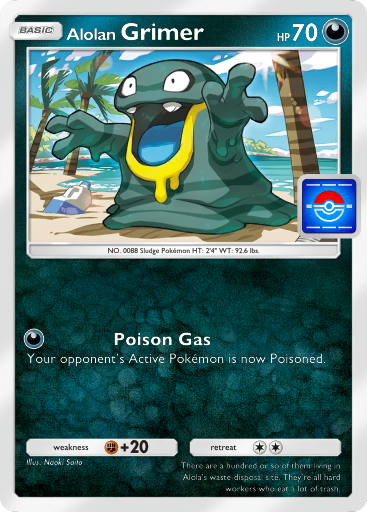 BASIC Alolan Grimer HP 70
NO. 0088 Sludge Pokémon HT: 2'4" WT: 92.6 lbs.
Poison Gas
Your opponent's Active Pokémon is now Poisoned.
weakness +20 retreat
Illus. Naoki Saito
There are a hundred or so of them living in
Alola's waste-disposal site. They're all hard
workers who eat a lot of trash.